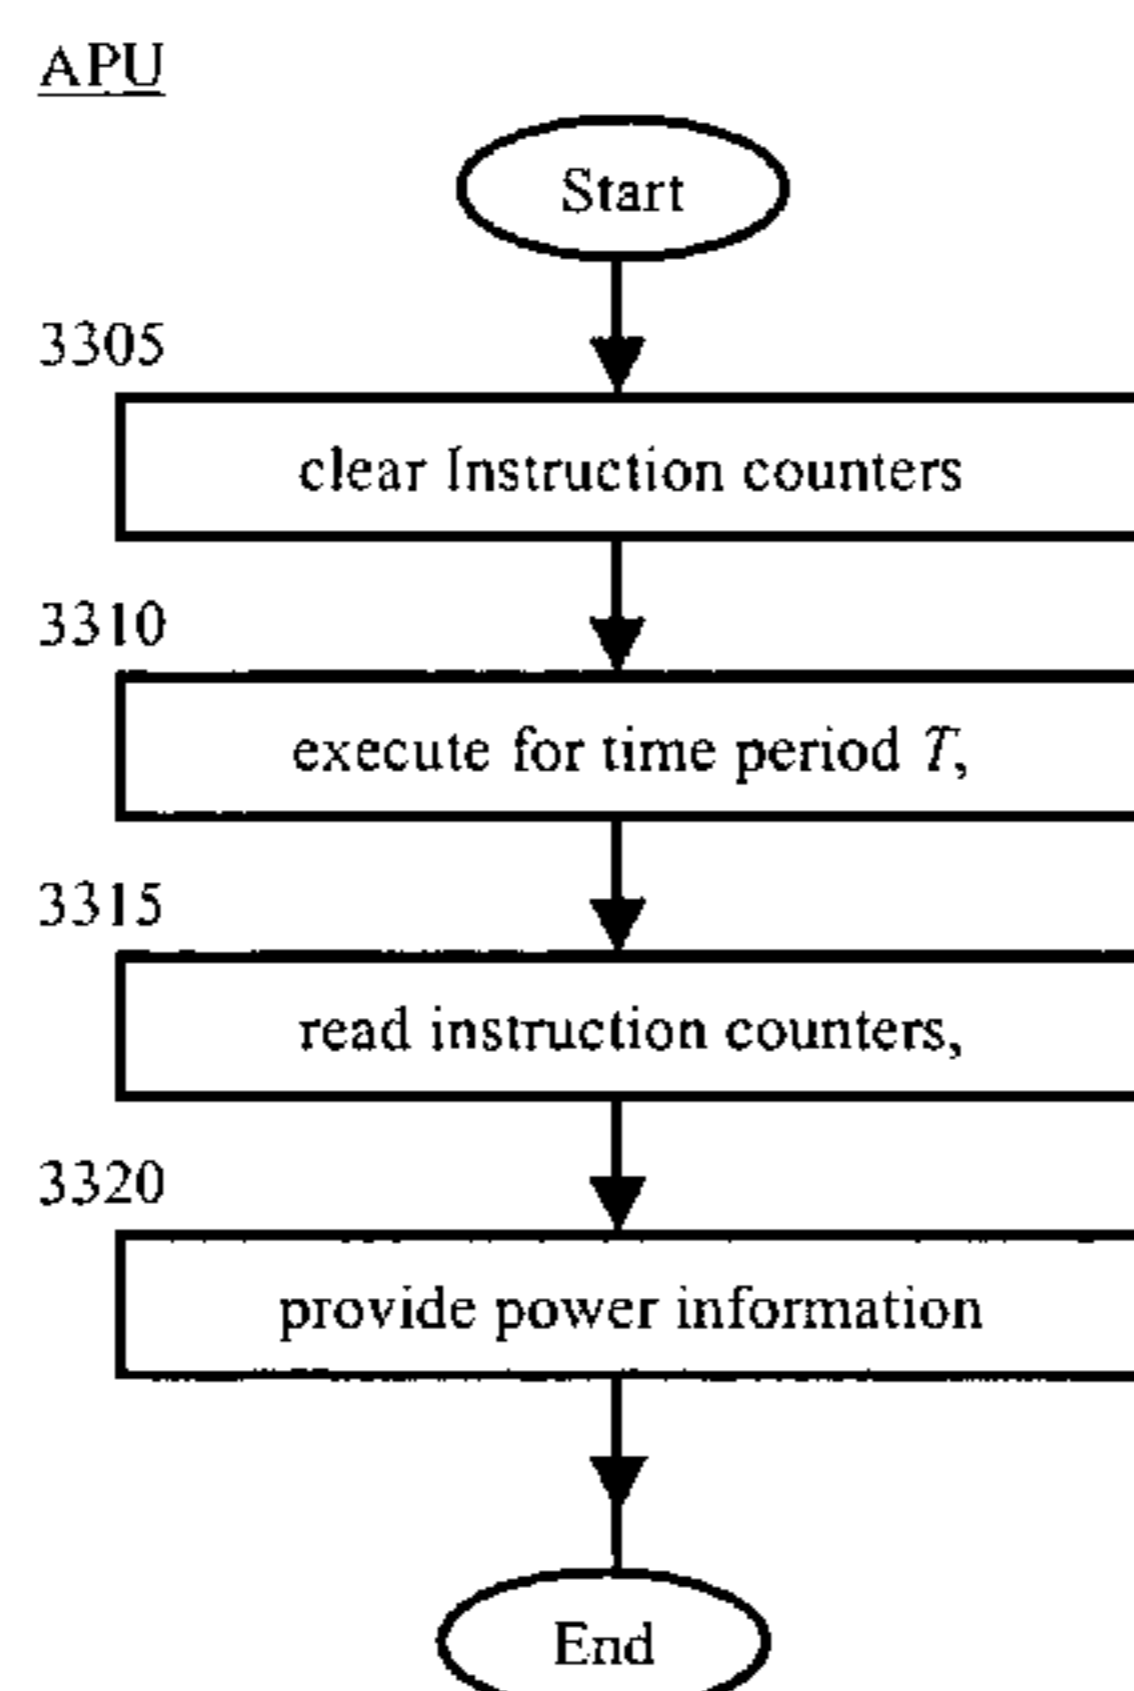 APU
Start
3305
clear Instruction counters
3310
execute for time period T,
3315
read instruction counters,
3320
provide power information
End